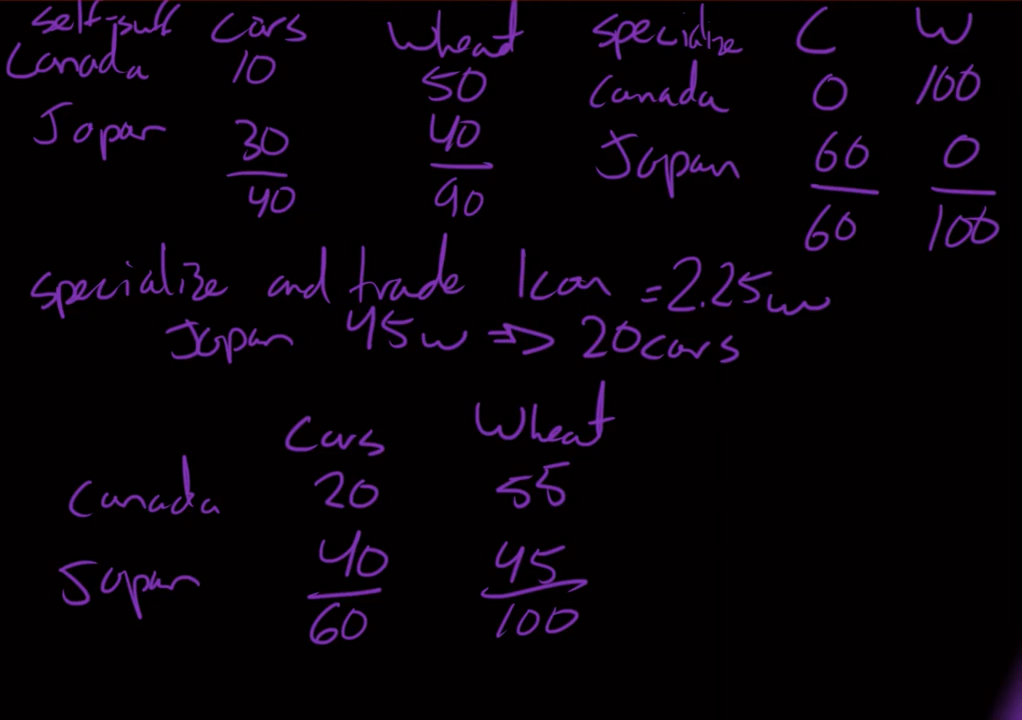 self-suff Cars Wheat
Canada 10 50
Japan 30 40
40 90
specialize C W
Canada 0 100
Japan 60 0
60 100
specialize and trade 1 car = 2.25w
Japan 45w => 20cars
Cars Wheat
Canada 20 55
Japan 40 45
60 100